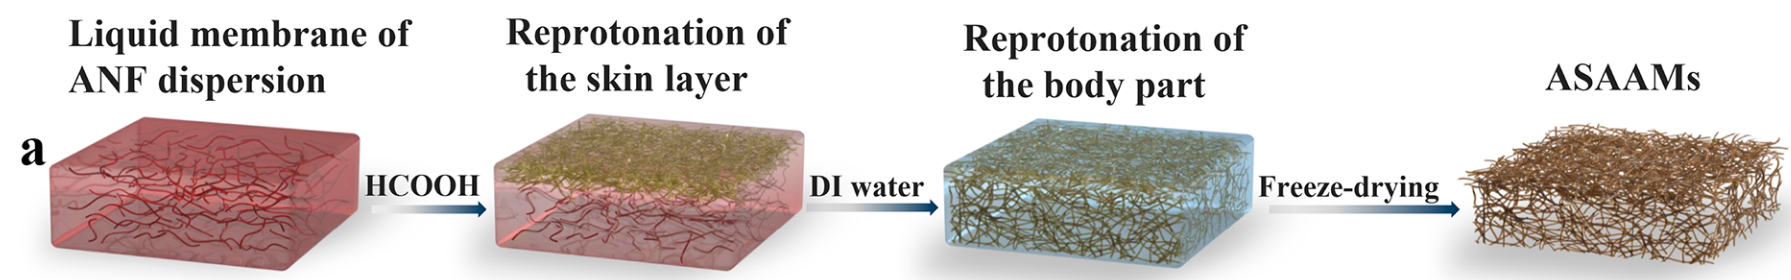 a
Liquid membrane of
ANF dispersion
HCOOH
Reprotonation of
the skin layer
DI water
Reprotonation of
the body part
Freeze-drying
ASAAMs